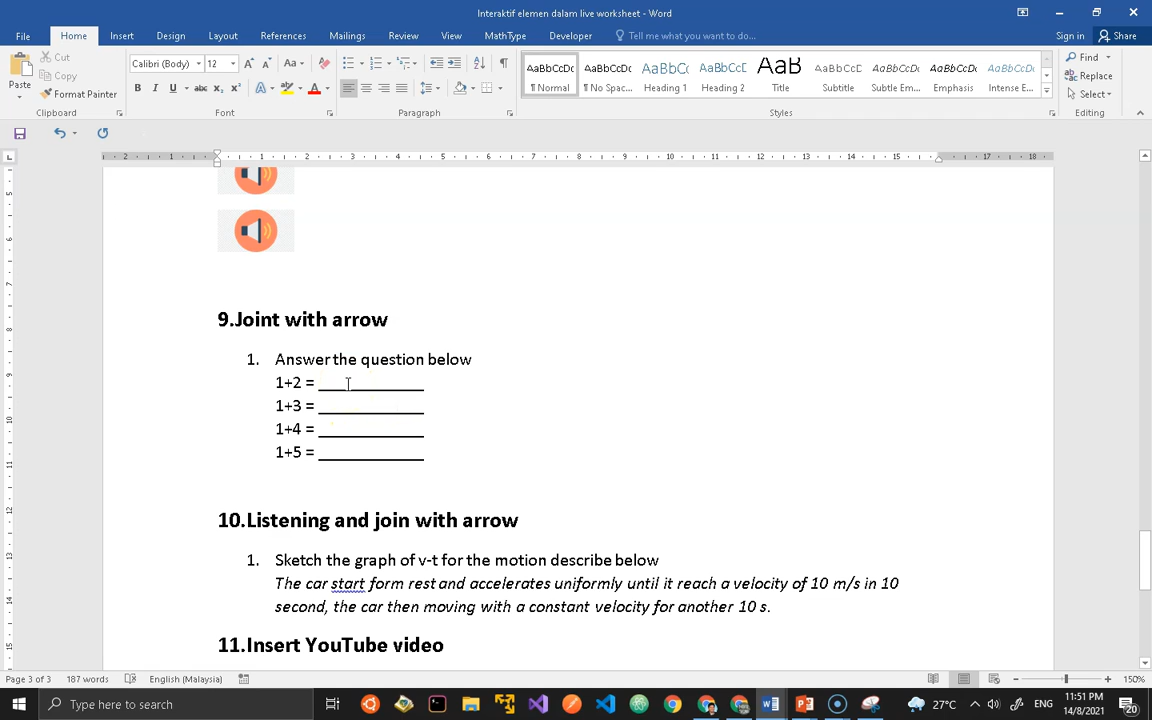 Interaktif elemen dalam live worksheet - Word
File Home Insert Design Layout References Mailings Review View MathType Developer Tell me what you want to do... Sign in Share
Cut
Copy
Format Painter
Paste
Calibri (Body) 12
Clipboard Font Paragraph Styles Editing
AaBbCcDc AaBbCcDc AaBbCc AaBbCcD AaB AaBbCcD AaBbCcDc AaBbCcDc AaBbCcDc
¶ Normal ¶ No Spac... Heading 1 Heading 2 Title Subtitle Subtle Em... Emphasis Intense E...
Find
Replace
Select
9.Joint with arrow
1. Answer the question below
1+2 = ____________
1+3 = ____________
1+4 = ____________
1+5 = ____________
10.Listening and join with arrow
1. Sketch the graph of v-t for the motion describe below
The car start form rest and accelerates uniformly until it reach a velocity of 10 m/s in 10
second, the car then moving with a constant velocity for another 10 s.
11.Insert YouTube video
Page 3 of 3 187 words English (Malaysia) 150%
Type here to search
27°C ENG 11:51 PM 14/8/2021 20